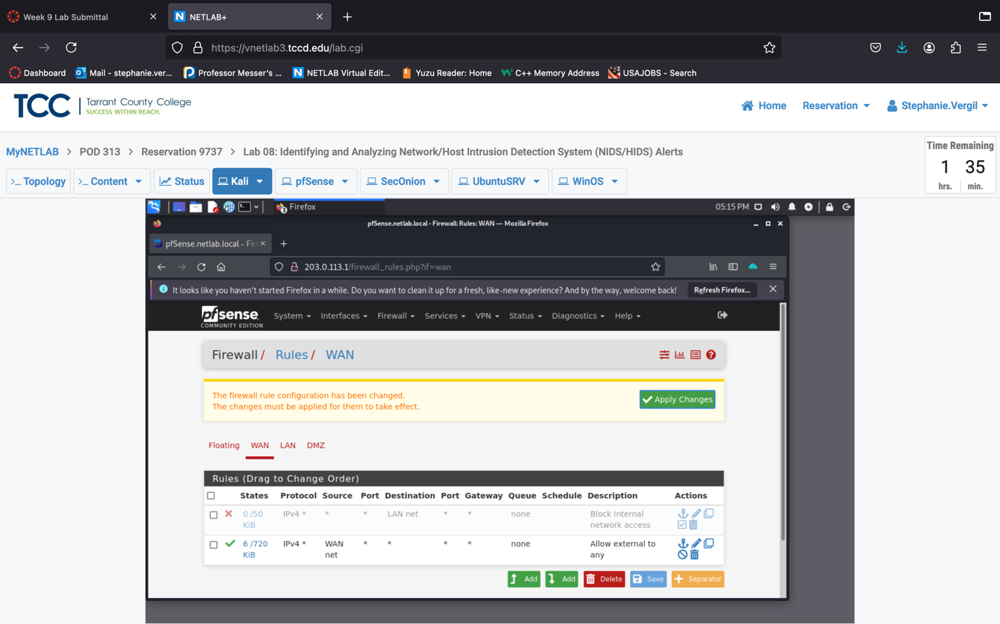 Week 9 Lab Submittal
NETLAB+
https://vnetlab3.tccd.edu/lab.cgi
Dashboard
Mail - stephanie.ver...
Professor Messer's ...
NETLAB Virtual Edit...
Yuzu Reader: Home
C++ Memory Address
USAJOBS - Search
TCC
Tarrant County College
SUCCESS WITHIN REACH.
Home
Reservation
Stephanie.Vergil
MyNETLAB > POD 313 > Reservation 9737 > Lab 08: Identifying and Analyzing Network/Host Intrusion Detection System (NIDS/HIDS) Alerts
Time Remaining
1 35
hrs. min.
>_ Topology
>_ Content
Status
Kali
pfSense
SecOnion
UbuntuSRV
WinOS
3 Firefox
05:15 PM
pfSense.netlab.local - Firewall: Rules: WAN — Mozilla Firefox
pfSense.netlab.local - Fir
203.0.113.1/firewall_rules.php?if=wan
It looks like you haven't started Firefox in a while. Do you want to clean it up for a fresh, like-new experience? And by the way, welcome back!
Refresh Firefox...
pfsense
COMMUNITY EDITION
System
Interfaces
Firewall
Services
VPN
Status
Diagnostics
Help
Firewall / Rules / WAN
The firewall rule configuration has been changed.
The changes must be applied for them to take effect.
Apply Changes
Floating WAN LAN DMZ
Rules (Drag to Change Order)
States Protocol Source Port Destination Port Gateway Queue Schedule Description Actions
0 /50 IPv4 * * * LAN net * * none Block Internal
KiB network access
6 /720 IPv4 * WAN * * * * none Allow external to
KiB net any
Add
Add
Delete
Save
Separator